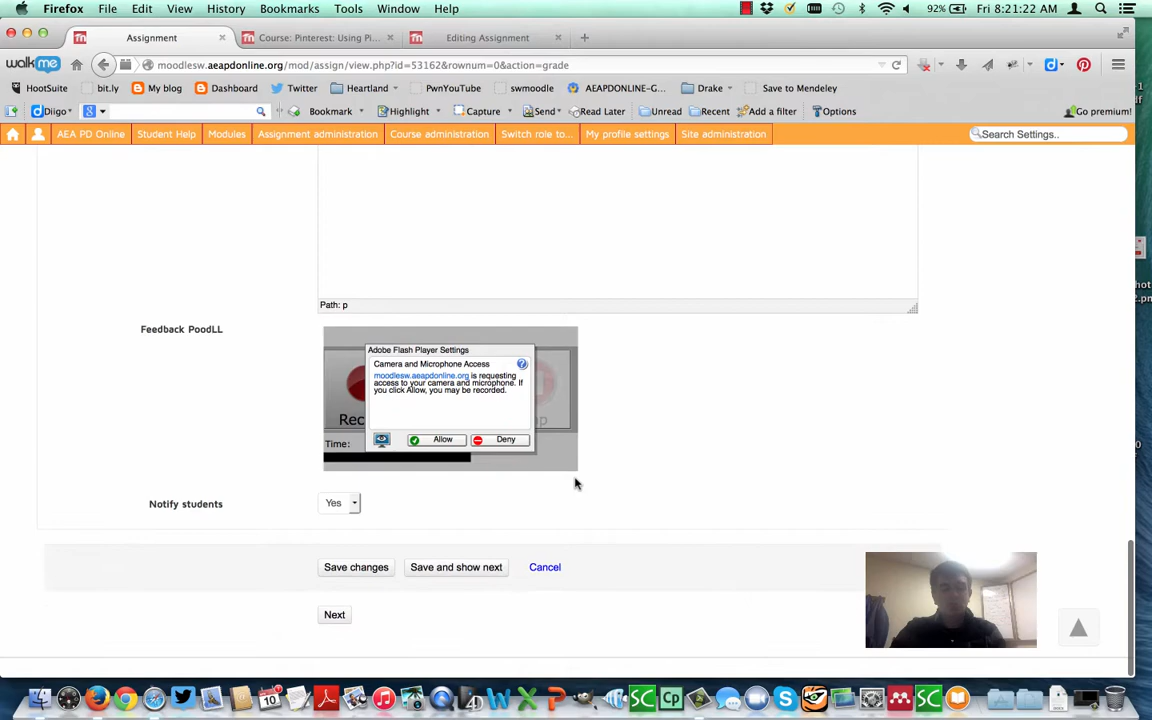 Firefox File Edit View History Bookmarks Tools Window Help 92% Fri 8:21:22 AM
Assignment Course: Pinterest: Using Pi... Editing Assignment
walkme moodlesw.aeapdonline.org/mod/assign/view.php?id=53162&rownum=0&action=grade
HootSuite bit.ly My blog Dashboard Twitter Heartland PwnYouTube swmoodle AEAPDONLINE-G... Drake Save to Mendeley
Diigo Bookmark Highlight Capture Send Read Later Unread Recent Add a filter Options Go premium!
AEA PD Online Student Help Modules Assignment administration Course administration Switch role to... My profile settings Site administration Search Settings..
Path: p
Feedback PoodLL
Adobe Flash Player Settings
Camera and Microphone Access
moodlesw.aeapdonline.org is requesting
access to your camera and microphone. If
you click Allow, you may be recorded.
Rec
Allow Deny
Time:
Notify students Yes
Save changes Save and show next Cancel
Next